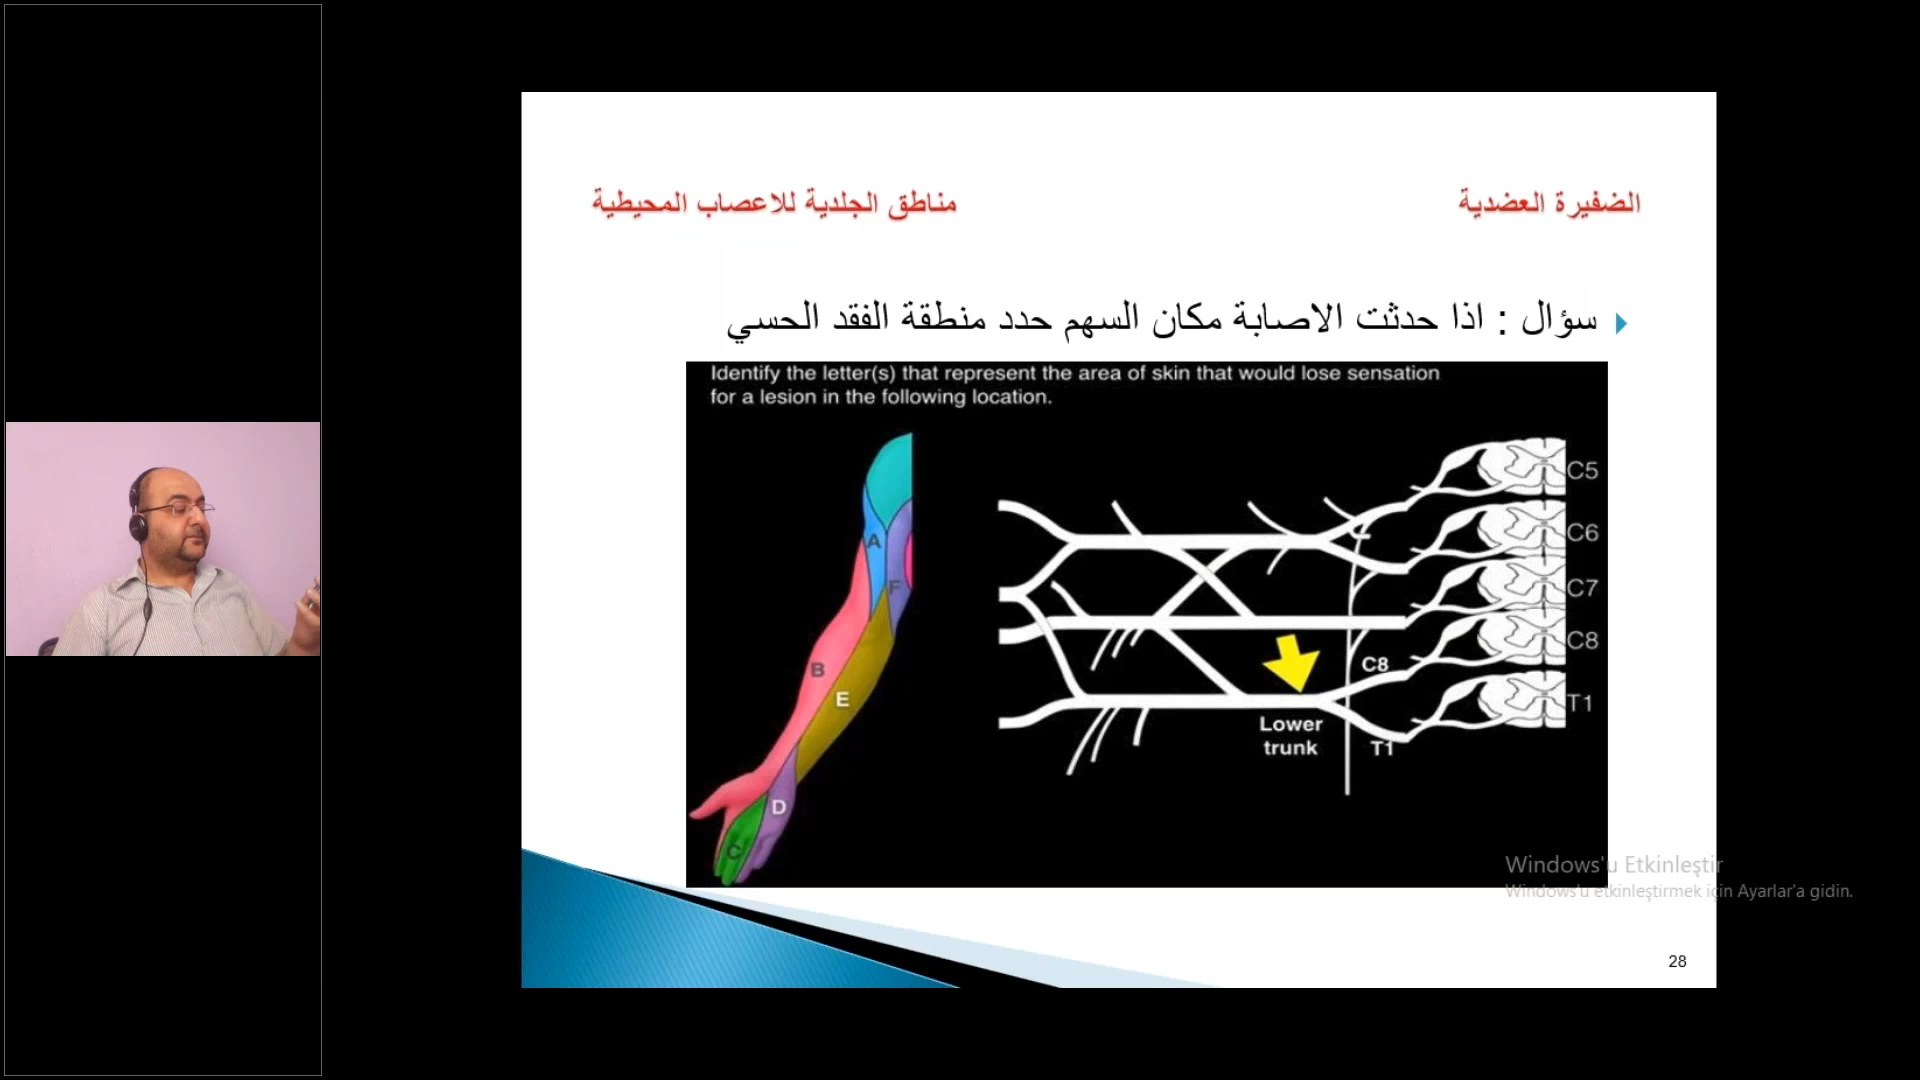 الضفيرة العضدية
مناطق الجلدية للاعصاب المحيطية
سؤال : اذا حدثت الاصابة مكان السهم حدد منطقة الفقد الحسي
Identify the letter(s) that represent the area of skin that would lose sensation
for a lesion in the following location.
A
F
B
E
D
C
C5
C6
C7
C8
T1
C8
T1
Lower
trunk
Windows'u Etkinleştir
Windows'u etkinleştirmek için Ayarlar'a gidin.
28